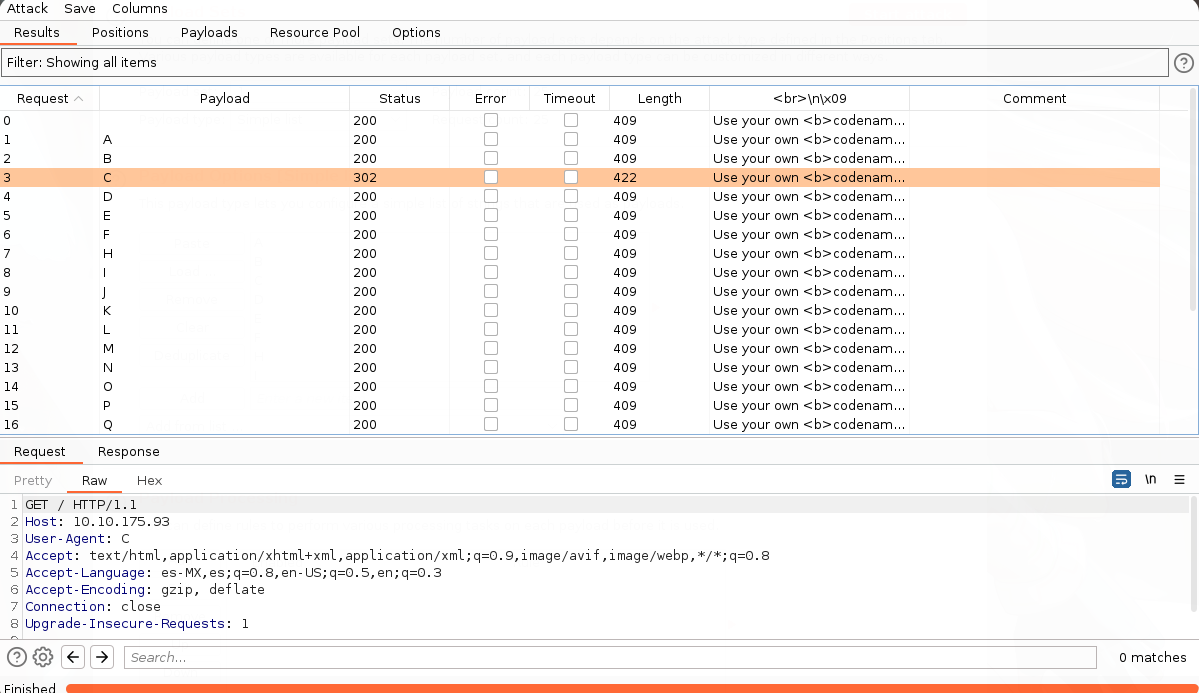 Attack Save Columns
Results Positions Payloads Resource Pool Options
Filter: Showing all items ?
Request Payload Status Error Timeout Length <br>\n\x09 Comment
0 200 409 Use your own <b>codenam...
1 A 200 409 Use your own <b>codenam...
2 B 200 409 Use your own <b>codenam...
3 C 302 422 Use your own <b>codenam...
4 D 200 409 Use your own <b>codenam...
5 E 200 409 Use your own <b>codenam...
6 F 200 409 Use your own <b>codenam...
7 H 200 409 Use your own <b>codenam...
8 I 200 409 Use your own <b>codenam...
9 J 200 409 Use your own <b>codenam...
10 K 200 409 Use your own <b>codenam...
11 L 200 409 Use your own <b>codenam...
12 M 200 409 Use your own <b>codenam...
13 N 200 409 Use your own <b>codenam...
14 O 200 409 Use your own <b>codenam...
15 P 200 409 Use your own <b>codenam...
16 Q 200 409 Use your own <b>codenam...
Request Response
Pretty Raw Hex \n
1 GET / HTTP/1.1
2 Host: 10.10.175.93
3 User-Agent: C
4 Accept: text/html,application/xhtml+xml,application/xml;q=0.9,image/avif,image/webp,*/*;q=0.8
5 Accept-Language: es-MX,es;q=0.8,en-US;q=0.5,en;q=0.3
6 Accept-Encoding: gzip, deflate
7 Connection: close
8 Upgrade-Insecure-Requests: 1
? Search... 0 matches
Finished